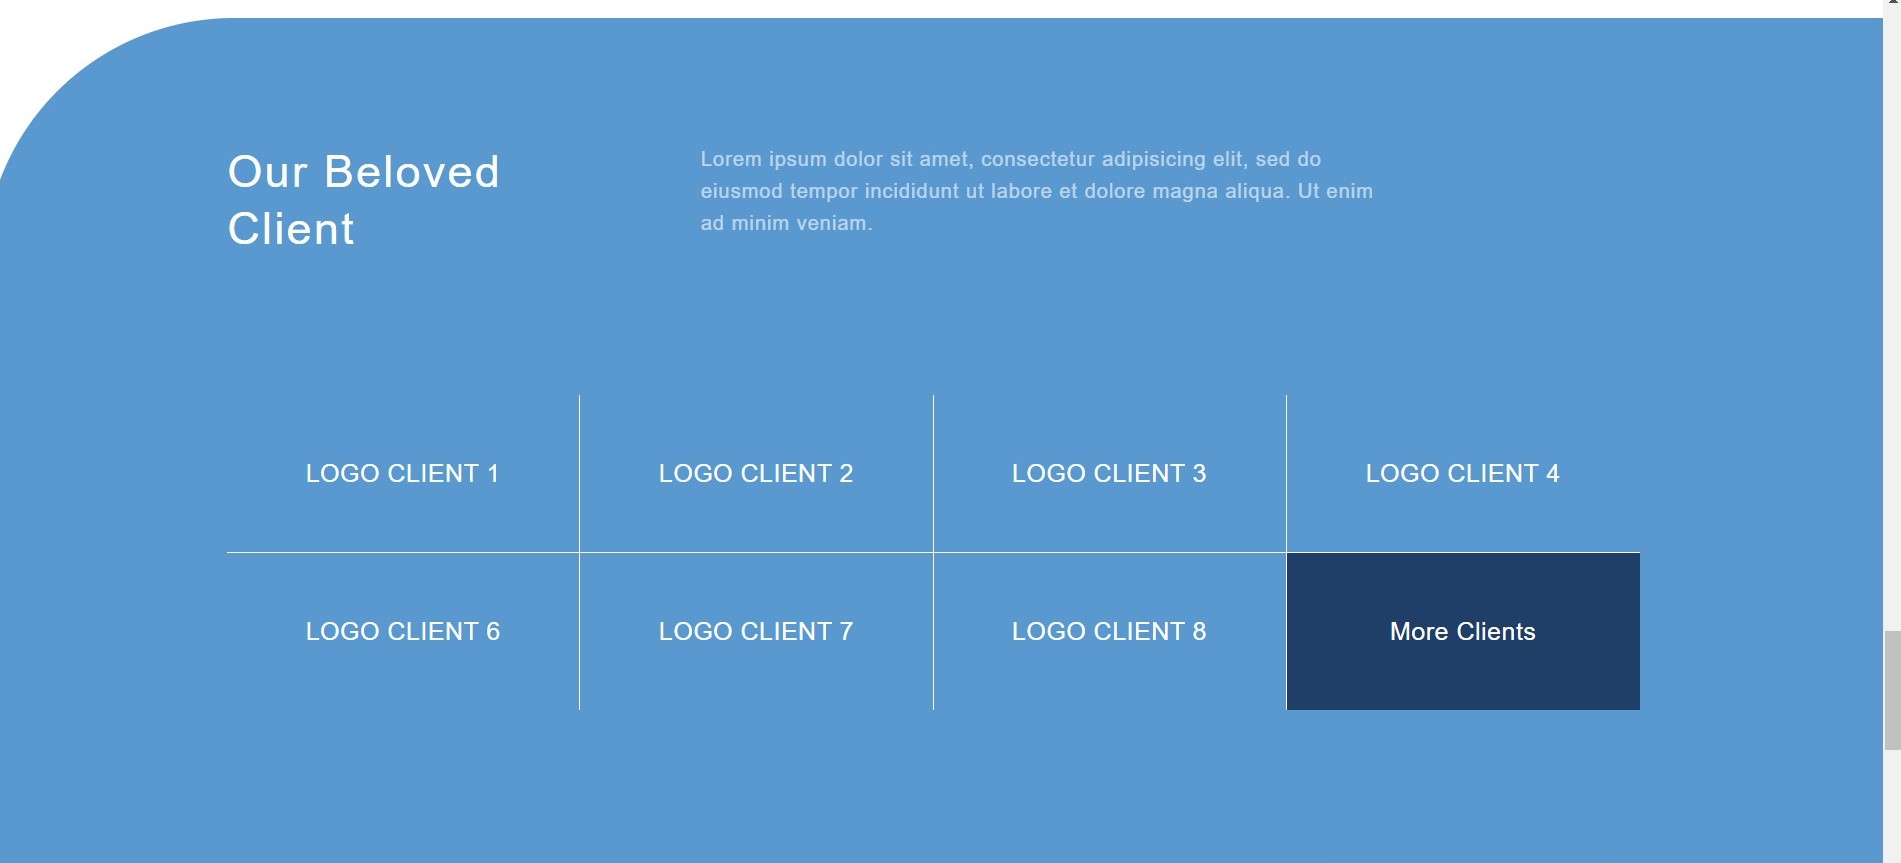 Our Beloved
Client
Lorem ipsum dolor sit amet, consectetur adipisicing elit, sed do
eiusmod tempor incididunt ut labore et dolore magna aliqua. Ut enim
ad minim veniam.
LOGO CLIENT 1
LOGO CLIENT 2
LOGO CLIENT 3
LOGO CLIENT 4
LOGO CLIENT 6
LOGO CLIENT 7
LOGO CLIENT 8
More Clients